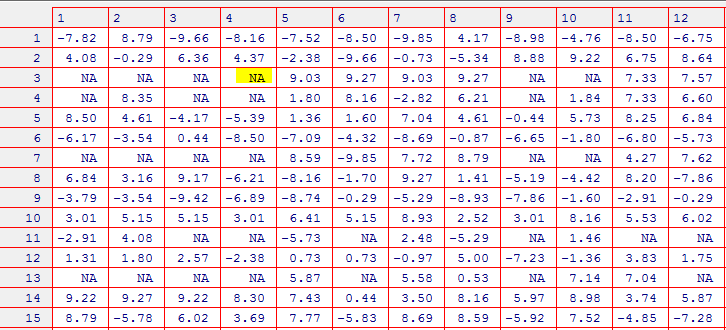 1 2 3 4 5 6 7 8 9 10 11 12
1 -7.82 8.79 -9.66 -8.16 -7.52 -8.50 -9.85 4.17 -8.98 -4.76 -8.50 -6.75
2 4.08 -0.29 6.36 4.37 -2.38 -9.66 -0.73 -5.34 8.88 9.22 6.75 8.64
3 NA NA NA NA 9.03 9.27 9.03 9.27 NA NA 7.33 7.57
4 NA 8.35 NA NA 1.80 8.16 -2.82 6.21 NA 1.84 7.33 6.60
5 8.50 4.61 -4.17 -5.39 1.36 1.60 7.04 4.61 -0.44 5.73 8.25 6.84
6 -6.17 -3.54 0.44 -8.50 -7.09 -4.32 -8.69 -0.87 -6.65 -1.80 -6.80 -5.73
7 NA NA NA NA 8.59 -9.85 7.72 8.79 NA NA 4.27 7.62
8 6.84 3.16 9.17 -6.21 -8.16 -1.70 9.27 1.41 -5.19 -4.42 8.20 -7.86
9 -3.79 -3.54 -9.42 -6.89 -8.74 -0.29 -5.29 -8.93 -7.86 -1.60 -2.91 -0.29
10 3.01 5.15 5.15 3.01 6.41 5.15 8.93 2.52 3.01 8.16 5.53 6.02
11 -2.91 4.08 NA NA -5.73 NA 2.48 -5.29 NA 1.46 NA NA
12 1.31 1.80 2.57 -2.38 0.73 0.73 -0.97 5.00 -7.23 -1.36 3.83 1.75
13 NA NA NA NA 5.87 NA 5.58 0.53 NA 7.14 7.04 NA
14 9.22 9.27 9.22 8.30 7.43 0.44 3.50 8.16 5.97 8.98 3.74 5.87
15 8.79 -5.78 6.02 3.69 7.77 -5.83 8.69 8.59 -5.92 7.52 -4.85 -7.28